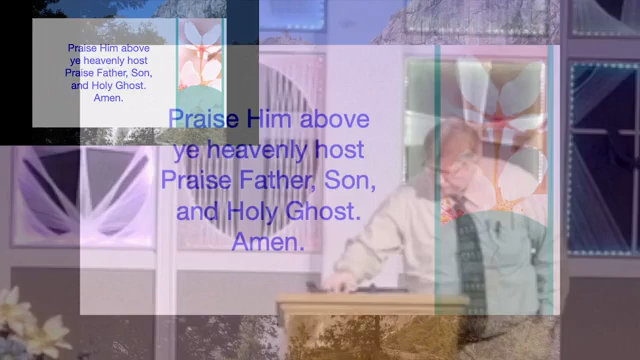 Praise Him above
ye heavenly host
Praise Father, Son,
and Holy Ghost.
Amen.
Praise Him above
ye heavenly host
Praise Father, Son,
and Holy Ghost.
Amen.